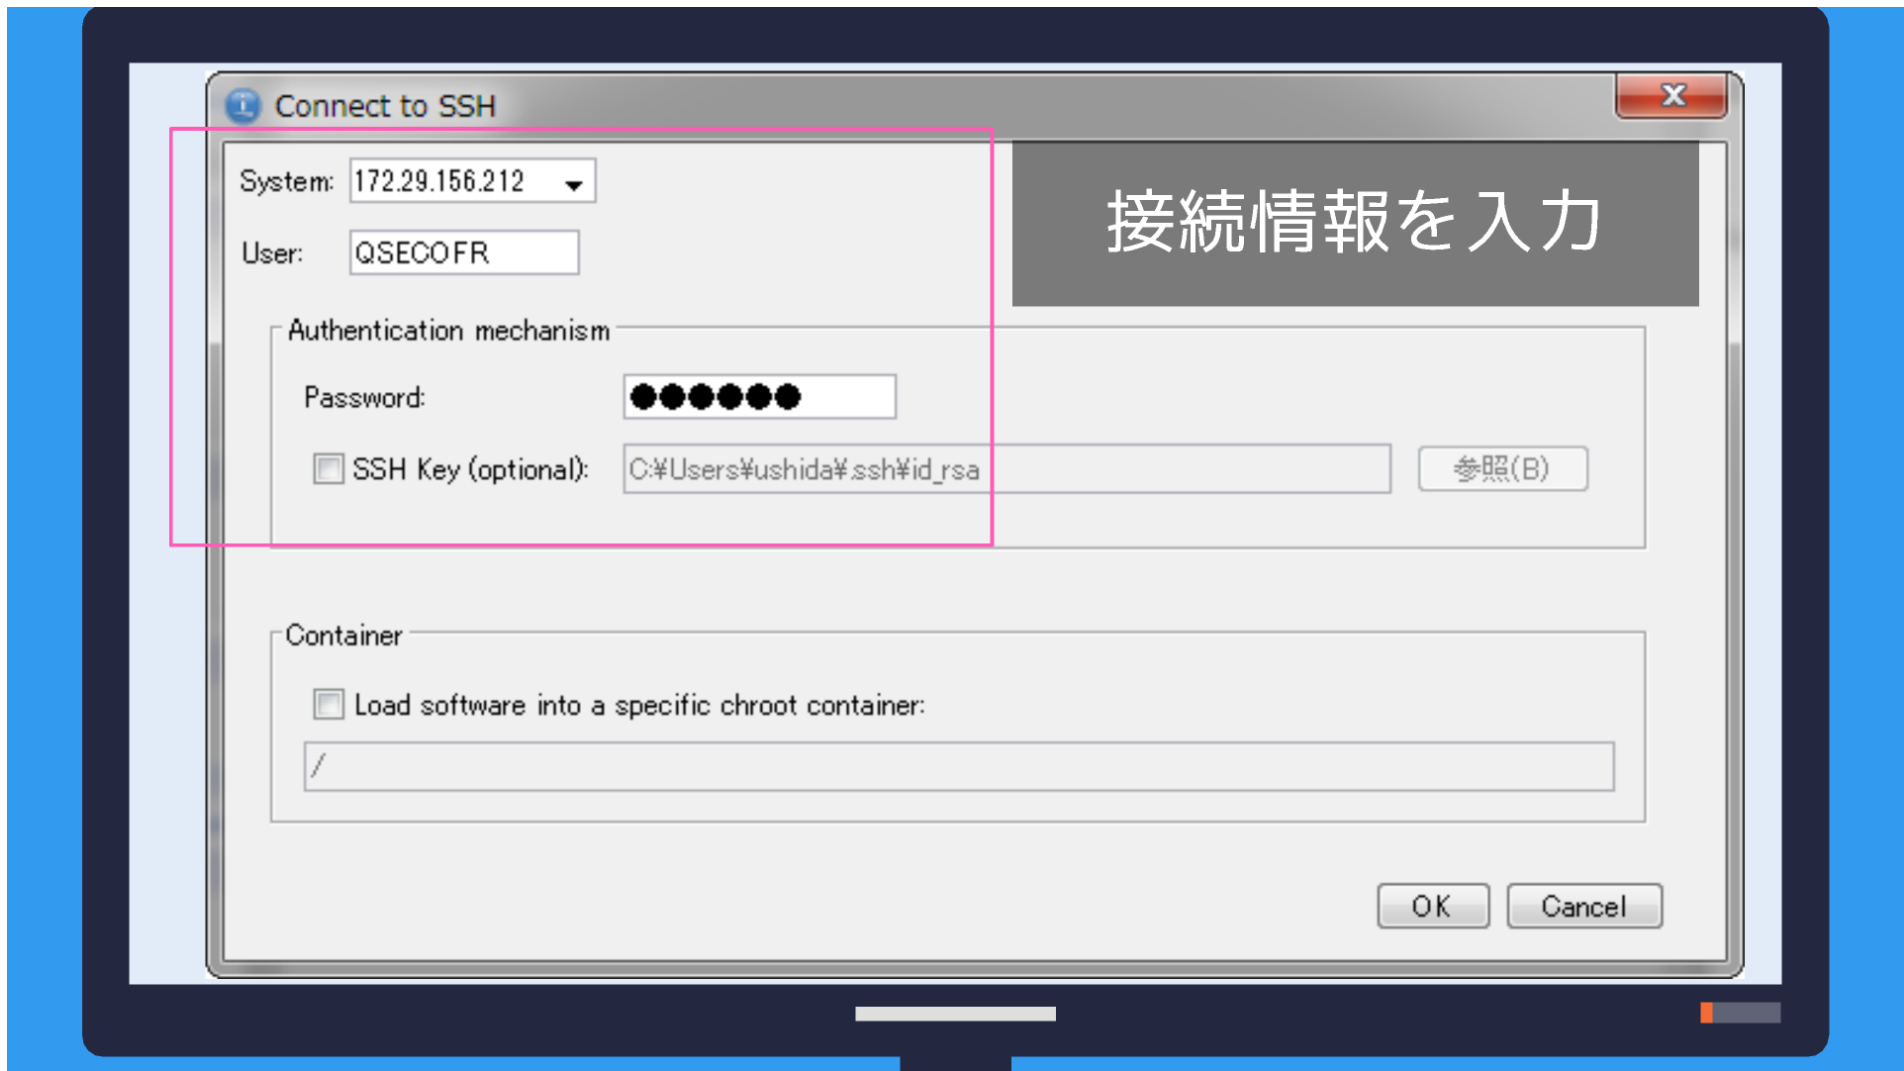 Connect to SSH
System: 172.29.156.212
接続情報を入力
User: QSECOFR
Authentication mechanism
Password: ●●●●●●
SSH Key (optional): C:¥Users¥ushida¥.ssh¥id_rsa 参照(B)
Container
Load software into a specific chroot container:
/
OK Cancel